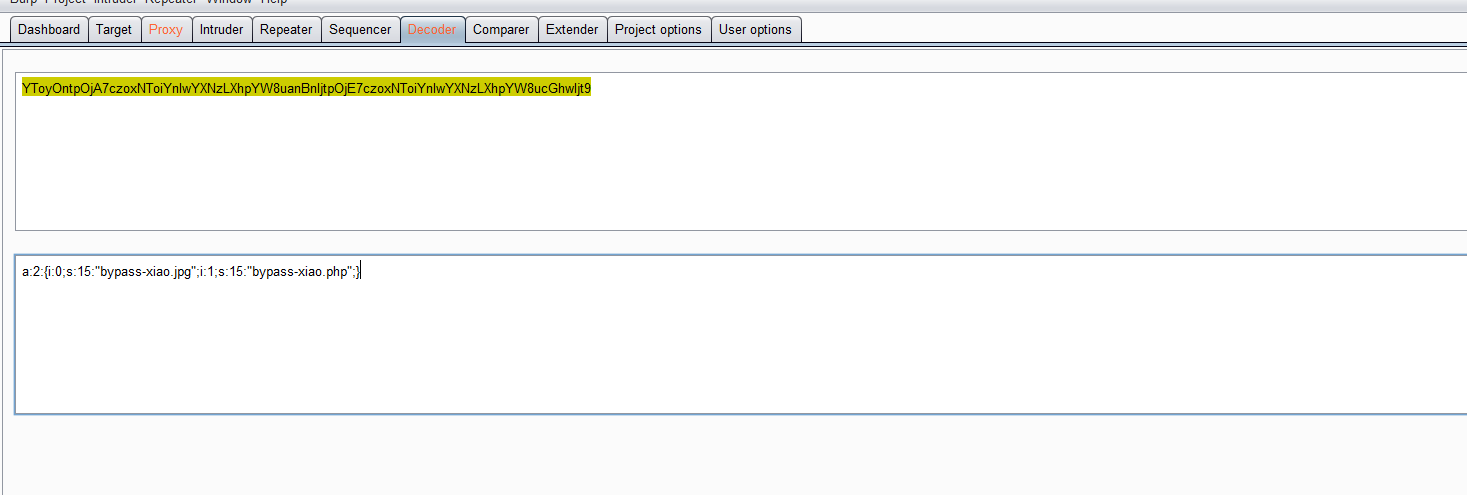 Burp Project Intruder Repeater Window Help
Dashboard Target Proxy Intruder Repeater Sequencer Decoder Comparer Extender Project options User options
YToyOntpOjA7czoxNToiYnlwYXNzLXhpYW8uanBnIjtpOjE7czoxNToiYnlwYXNzLXhpYW8ucGhwIjt9
a:2:{i:0;s:15:"bypass-xiao.jpg";i:1;s:15:"bypass-xiao.php";}